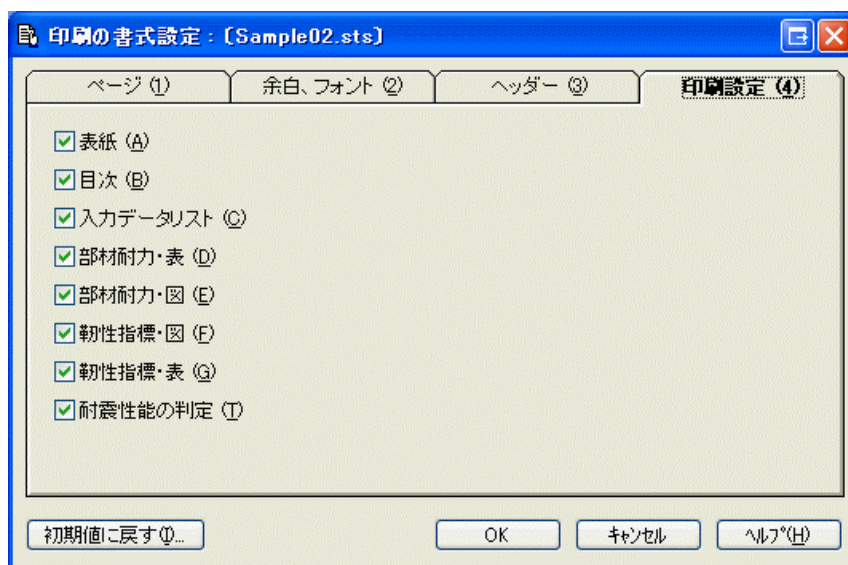 印刷の書式設定：〔Sample02.sts〕
ページ (1) 余白、フォント (2) ヘッダー (3) 印刷設定 (4)
表紙 (A)
目次 (B)
入力データリスト (C)
部材耐力・表 (D)
部材耐力・図 (E)
靭性指標・図 (F)
靭性指標・表 (G)
耐震性能の判定 (T)
初期値に戻す(I)... OK キャンセル ヘルプ(H)